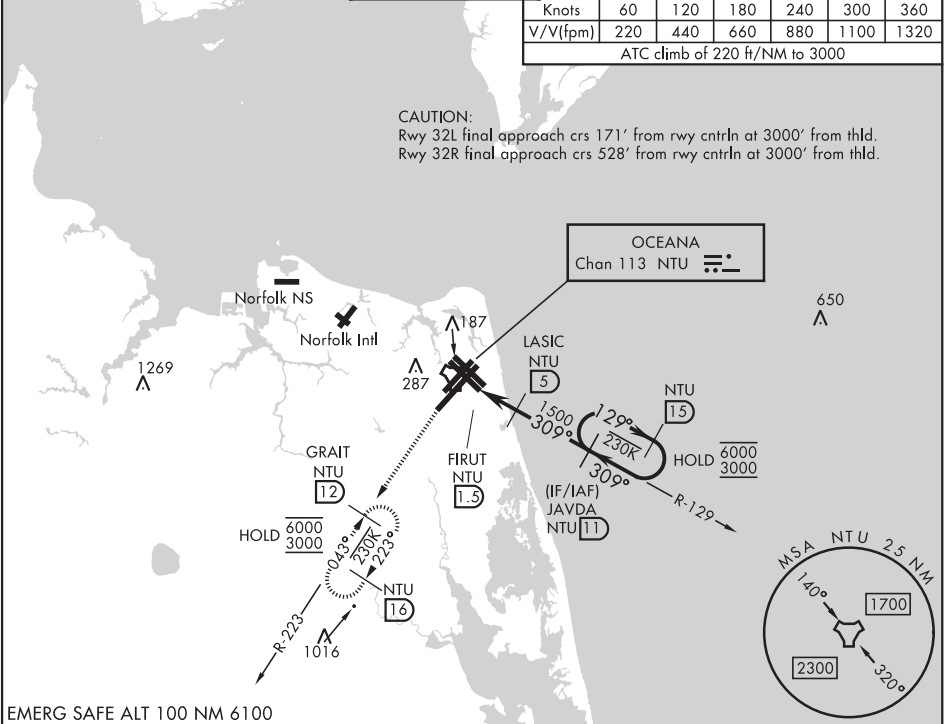 Knots 60 120 180 240 300 360
V/V(fpm) 220 440 660 880 1100 1320
ATC climb of 220 ft/NM to 3000
CAUTION:
Rwy 32L final approach crs 171' from rwy cntrln at 3000' from thld.
Rwy 32R final approach crs 528' from rwy cntrln at 3000' from thld.
OCEANA
Chan 113 NTU
650
Norfolk NS
Norfolk Intl
187
287
1269
LASIC
NTU
5
NTU
15
1500
309°
129°
230K
309°
HOLD 6000
3000
(IF/IAF)
JAVDA
NTU 11
R-129
FIRUT
NTU
1.5
GRAIT
NTU
12
HOLD 6000
3000
043°
230K
223°
NTU
16
R-223
1016
MSA NTU 25 NM
140°
1700
2300
320°
EMERG SAFE ALT 100 NM 6100